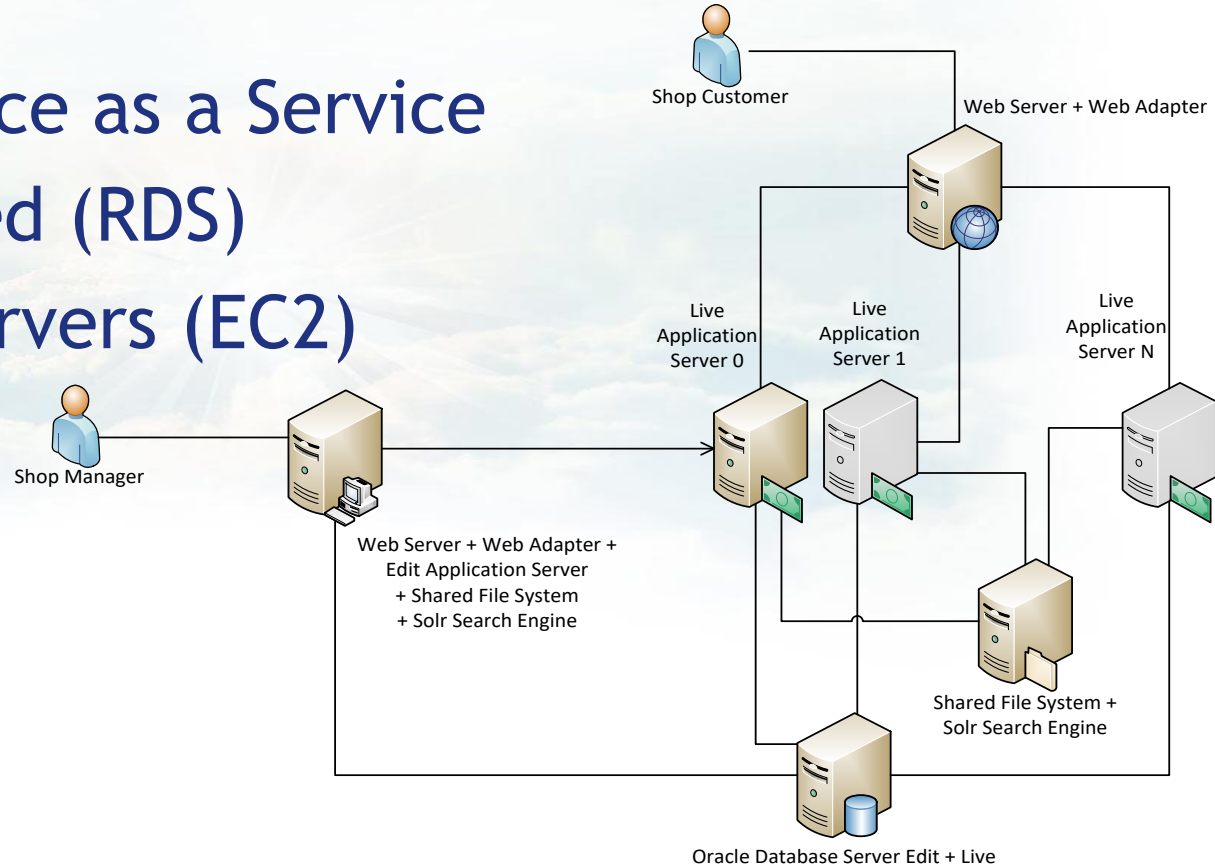 ce as a Service
ed (RDS)
rvers (EC2)
Shop Customer
Web Server + Web Adapter
Live
Application
Server 0
Live
Application
Server 1
Live
Application
Server N
Shop Manager
Web Server + Web Adapter +
Edit Application Server
+ Shared File System
+ Solr Search Engine
Shared File System +
Solr Search Engine
Oracle Database Server Edit + Live